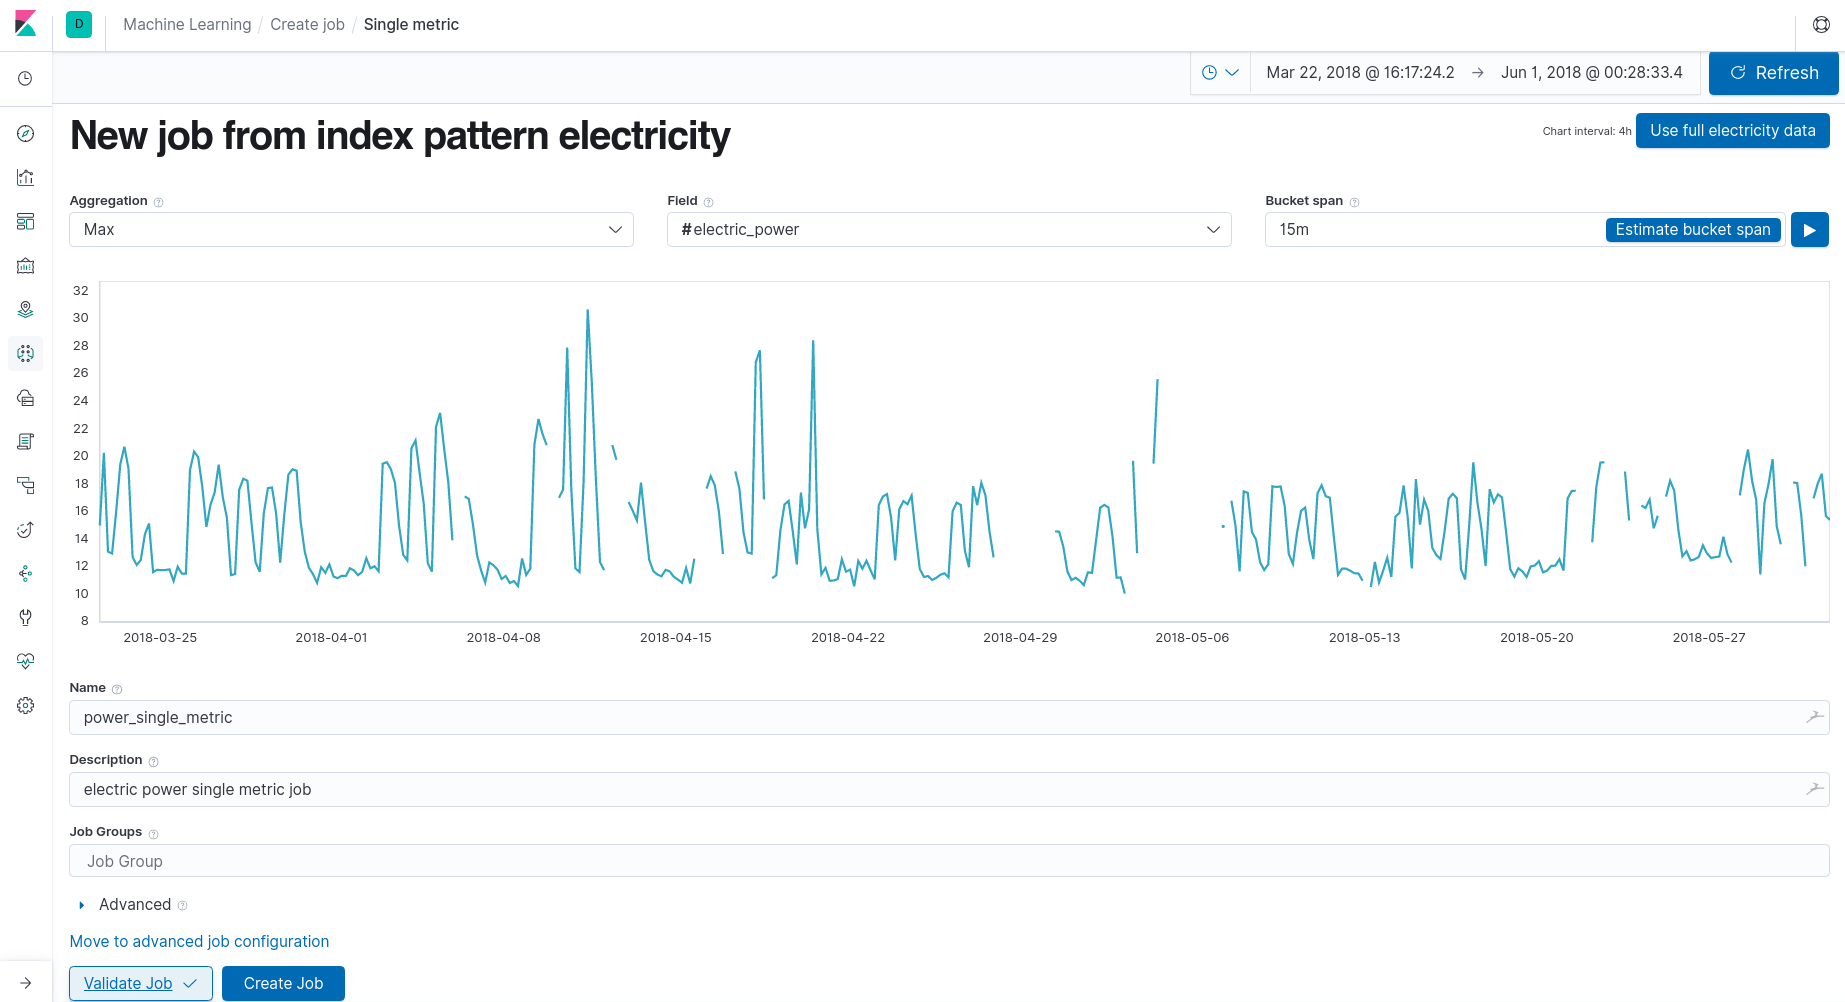 D
Machine Learning / Create job / Single metric
Mar 22, 2018 @ 16:17:24.2 → Jun 1, 2018 @ 00:28:33.4
Refresh
New job from index pattern electricity
Chart interval: 4h
Use full electricity data
Aggregation
Field
Bucket span
Max
# electric_power
15m
Estimate bucket span
32
30
28
26
24
22
20
18
16
14
12
10
8
2018-03-25
2018-04-01
2018-04-08
2018-04-15
2018-04-22
2018-04-29
2018-05-06
2018-05-13
2018-05-20
2018-05-27
Name
power_single_metric
Description
electric power single metric job
Job Groups
Job Group
Advanced
Move to advanced job configuration
Validate Job
Create Job